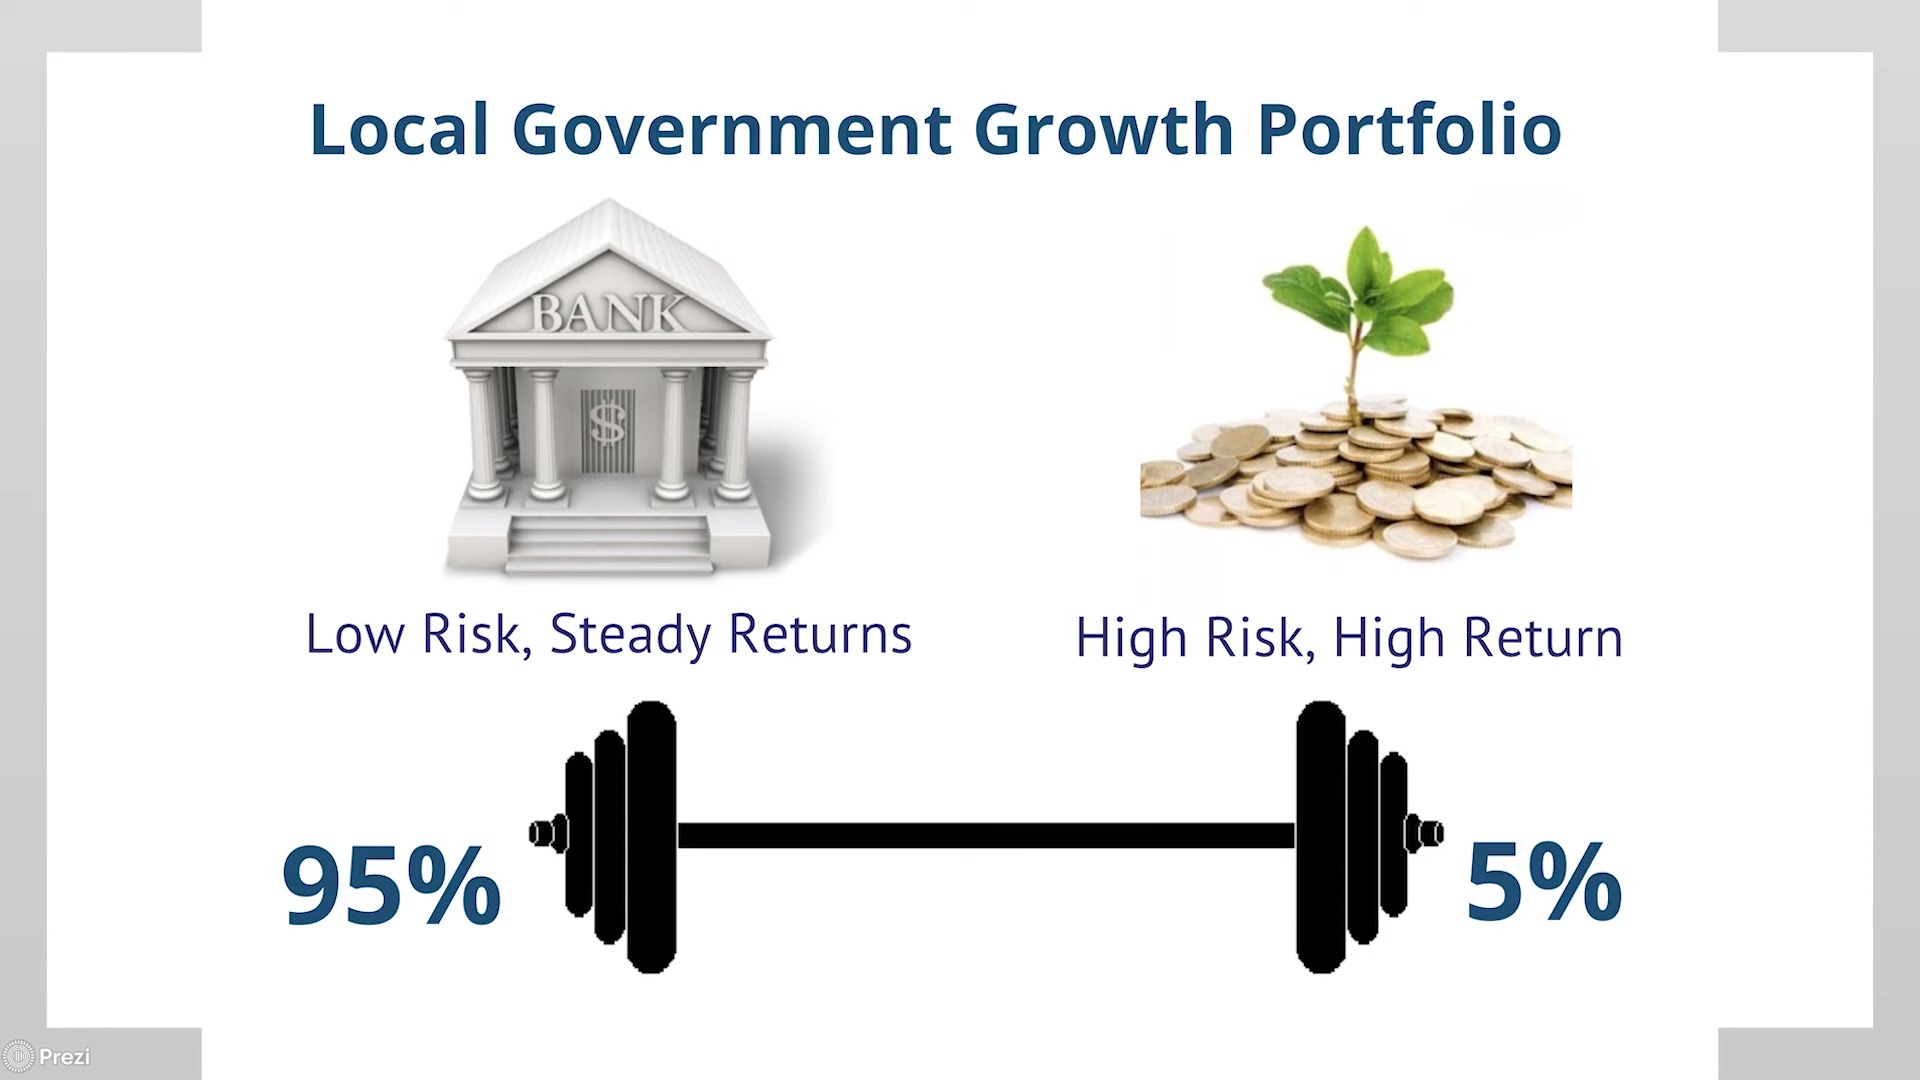 Local Government Growth Portfolio
BANK
$
Low Risk, Steady Returns
High Risk, High Return
95%
5%
Prezi